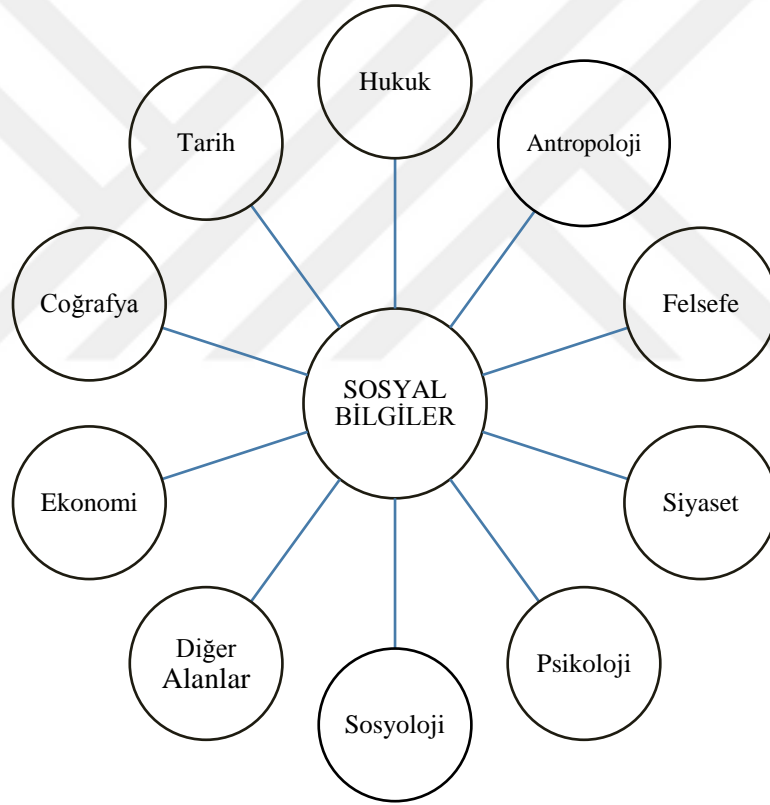 Hukuk
Tarih
Antropoloji
Coğrafya
Felsefe
SOSYAL
BİLGİLER
Ekonomi
Siyaset
Diğer
Alanlar
Psikoloji
Sosyoloji